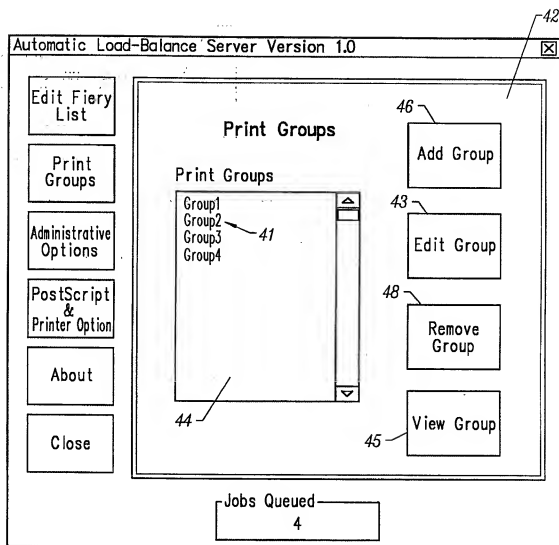 42
Automatic Load-Balance Server Version 1.0
Edit Fiery
List
Print
Groups
Administrative
Options
PostScript
&
Printer Option
About
Close
Print Groups
Print Groups
Group1
Group2
41
Group3
Group4
44
46
Add Group
43
Edit Group
48
Remove
Group
45
View Group
Jobs Queued
4